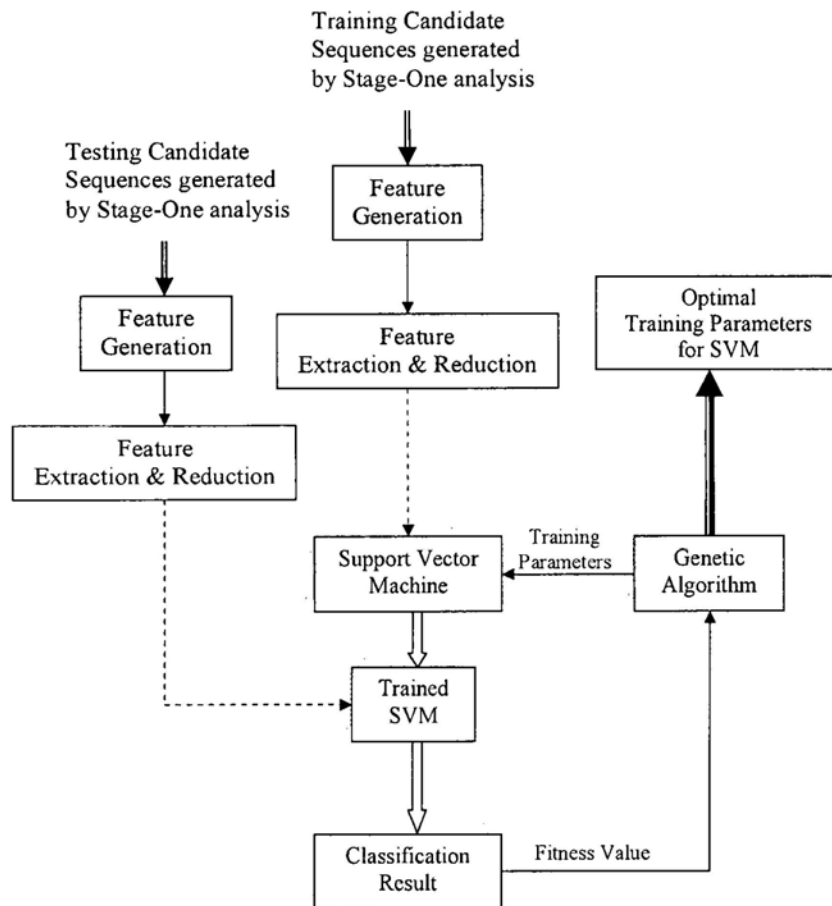 Training Candidate
Sequences generated
by Stage-One analysis
Testing Candidate
Sequences generated
by Stage-One analysis
Feature
Generation
Feature
Generation
Optimal
Training Parameters
for SVM
Feature
Extraction & Reduction
Feature
Extraction & Reduction
Support Vector
Machine
Training
Parameters
Genetic
Algorithm
Trained
SVM
Classification
Result
Fitness Value